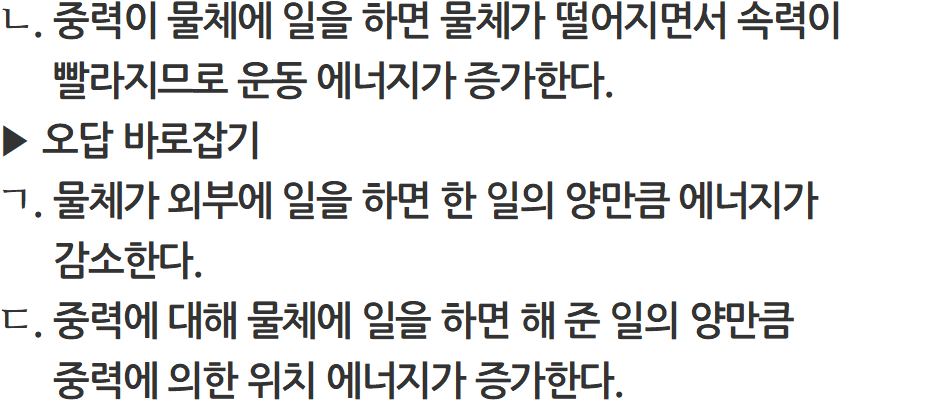 ㄴ. 중력이 물체에 일을 하면 물체가 떨어지면서 속력이
빨라지므로 운동 에너지가 증가한다.
▶ 오답 바로잡기
ㄱ. 물체가 외부에 일을 하면 한 일의 양만큼 에너지가
감소한다.
ㄷ. 중력에 대해 물체에 일을 하면 해 준 일의 양만큼
중력에 의한 위치 에너지가 증가한다.